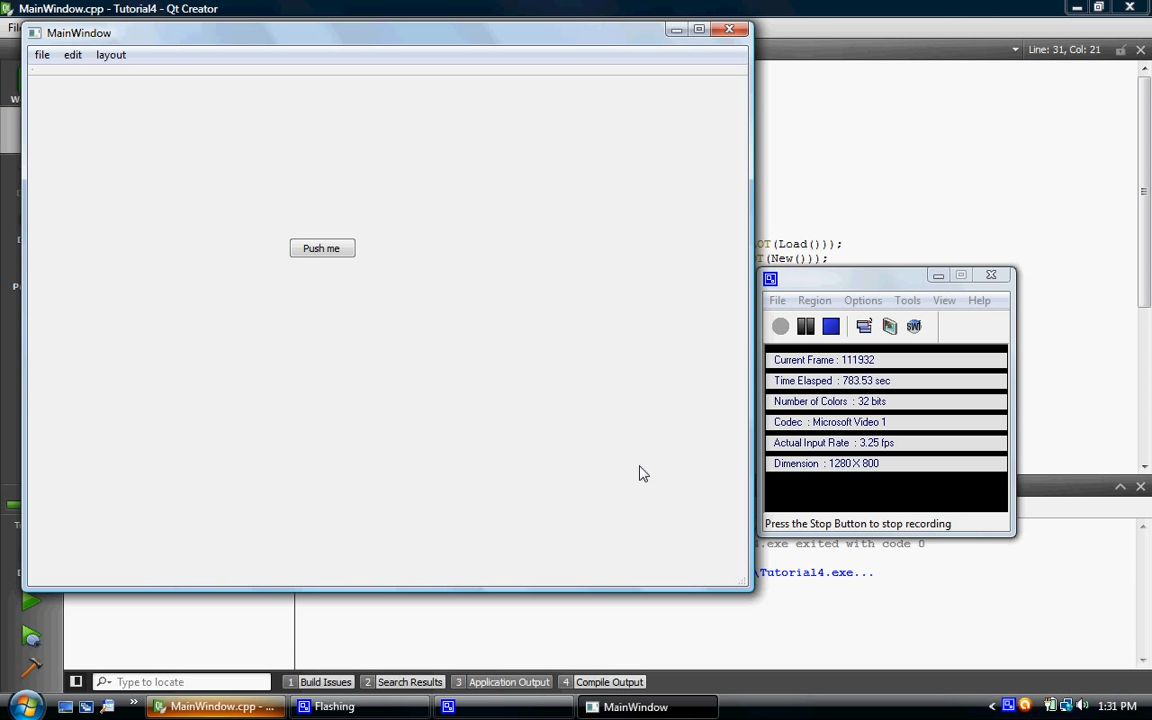 MainWindow.cpp - Tutorial4 - Qt Creator
MainWindow
Line: 31, Col: 21
file edit layout
Push me
OT(Load()));
T(New()));
File Region Options Tools View Help
Current Frame : 111932
Time Elasped : 783.53 sec
Number of Colors : 32 bits
Codec : Microsoft Video 1
Actual Input Rate : 3.25 fps
Dimension : 1280 X 800
Press the Stop Button to stop recording
4.exe exited with code 0
\Tutorial4.exe...
Type to locate
1 Build Issues 2 Search Results 3 Application Output 4 Compile Output
MainWindow.cpp - ... Flashing MainWindow 1:31 PM